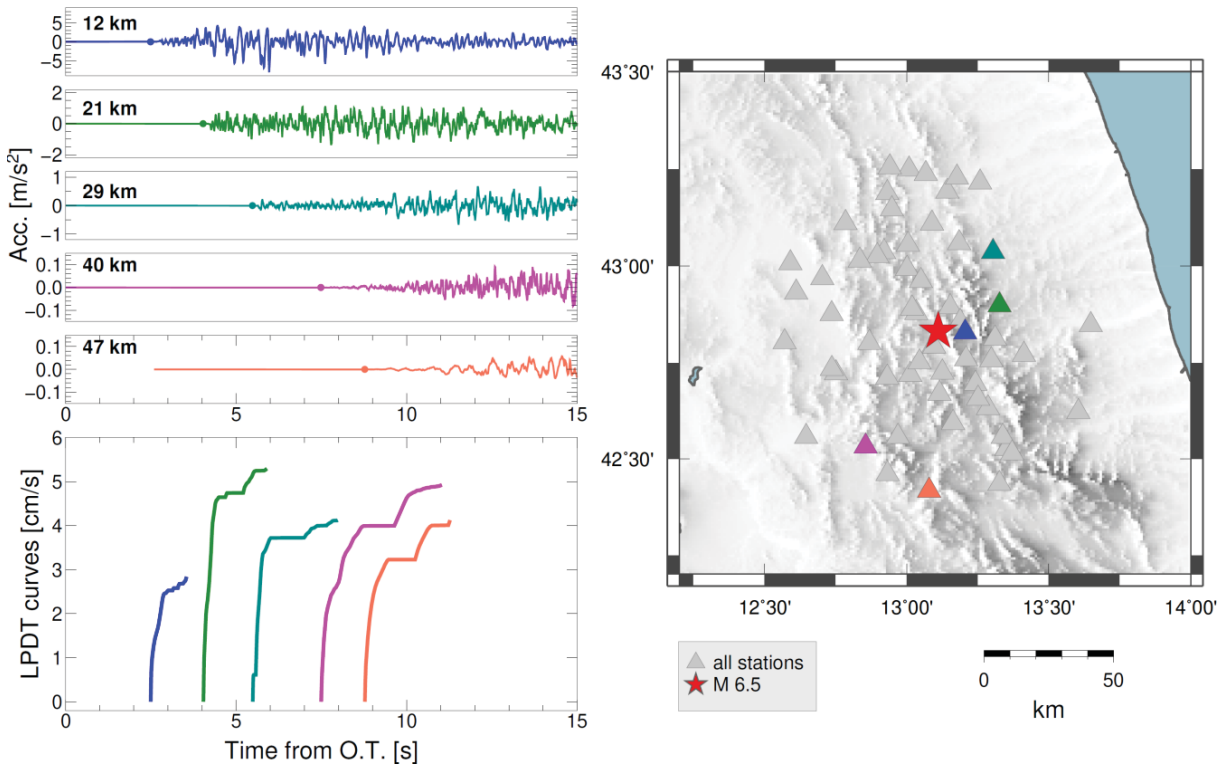 12 km
5
0
−5
21 km
2
0
−2
29 km
1
0
−1
40 km
0.1
0.0
−0.1
47 km
0.1
0.0
−0.1
Acc. [m/s²]
0 5 10 15
6
5
4
3
2
1
0
LPDT curves [cm/s]
0 5 10 15
Time from O.T. [s]
43°30'
43°00'
42°30'
12°30' 13°00' 13°30' 14°00'
all stations
M 6.5
0 50
km